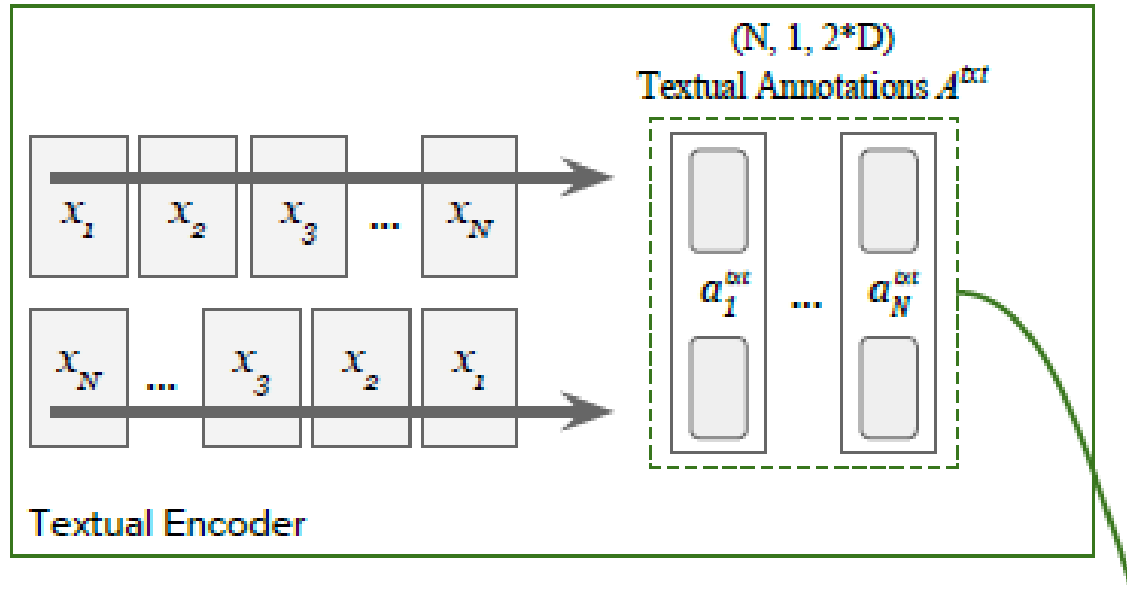 (N, 1, 2*D)
Textual Annotations A^txt
x_1 x_2 x_3 ... x_N
a_1^txt ... a_N^txt
x_N ... x_3 x_2 x_1
Textual Encoder